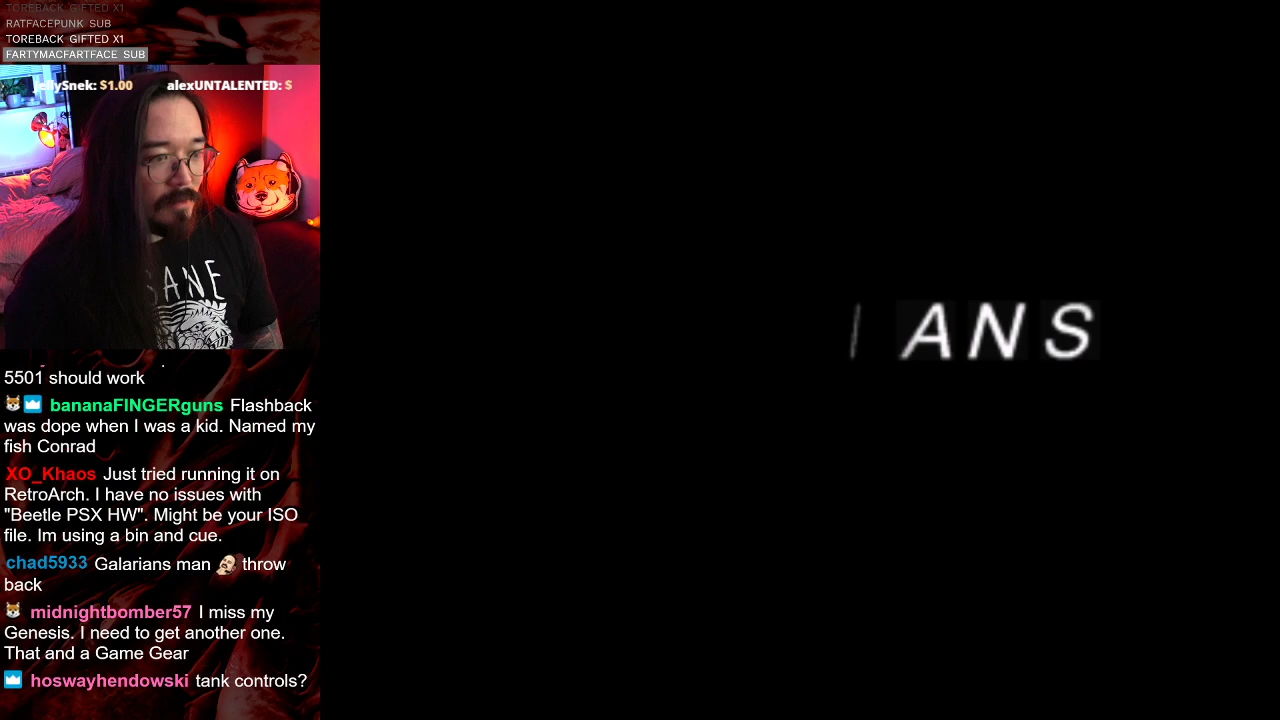 TOREBACK GIFTED X1
RATFACEPUNK SUB
TOREBACK GIFTED X1
FARTYMACFARTFACE SUB
JellySnek: $1.00 alexUNTALENTED: $
SANE
I ANS
5501 should work
bananaFINGERguns Flashback
was dope when I was a kid. Named my
fish Conrad
XO_Khaos Just tried running it on
RetroArch. I have no issues with
"Beetle PSX HW". Might be your ISO
file. Im using a bin and cue.
chad5933 Galarians man throw
back
midnightbomber57 I miss my
Genesis. I need to get another one.
That and a Game Gear
hoswayhendowski tank controls?